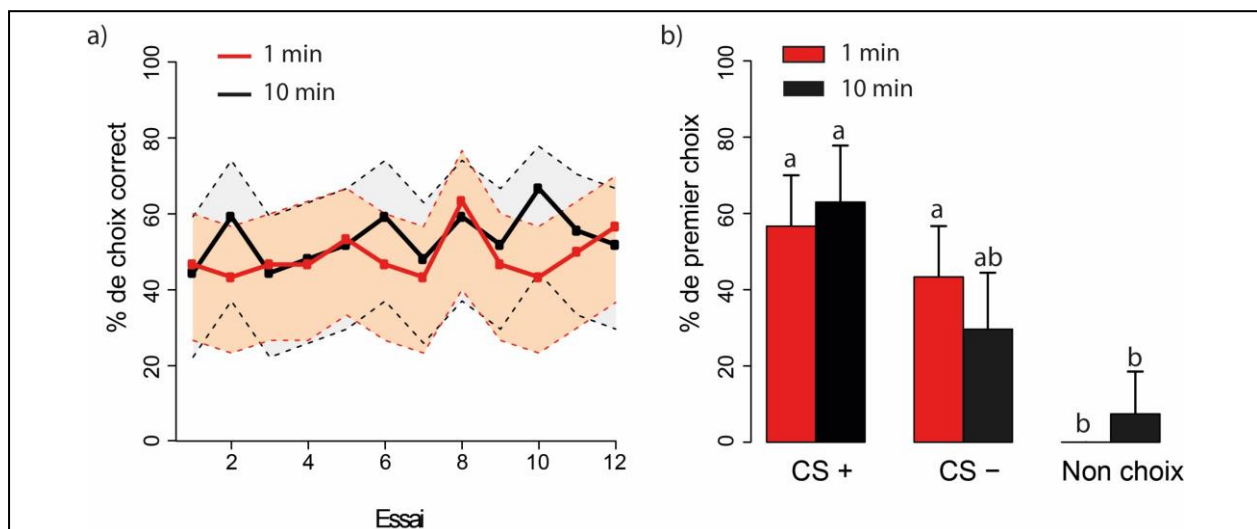 a)
1 min
10 min
% de choix correct
100
80
60
40
20
0
2 4 6 8 10 12
Essai
b)
1 min
10 min
% de premier choix
100
80
60
40
20
0
a a a ab b b
CS + CS − Non choix